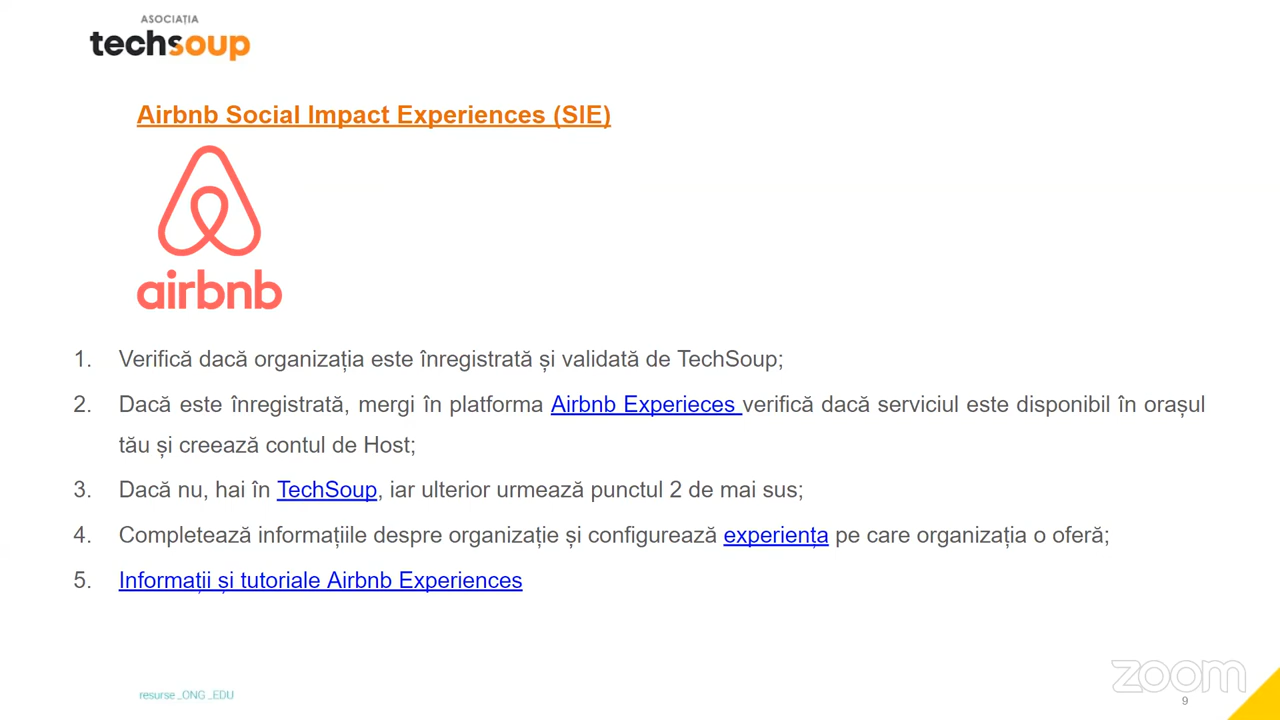 ASOCIAȚIA
techsoup
Airbnb Social Impact Experiences (SIE)
airbnb
1. Verifică dacă organizația este înregistrată și validată de TechSoup;
2. Dacă este înregistrată, mergi în platforma Airbnb Experieces verifică dacă serviciul este disponibil în orașul
tău și creează contul de Host;
3. Dacă nu, hai în TechSoup, iar ulterior urmează punctul 2 de mai sus;
4. Completează informațiile despre organizație și configurează experiența pe care organizația o oferă;
5. Informații și tutoriale Airbnb Experiences
resurse _ONG _EDU
zoom
9